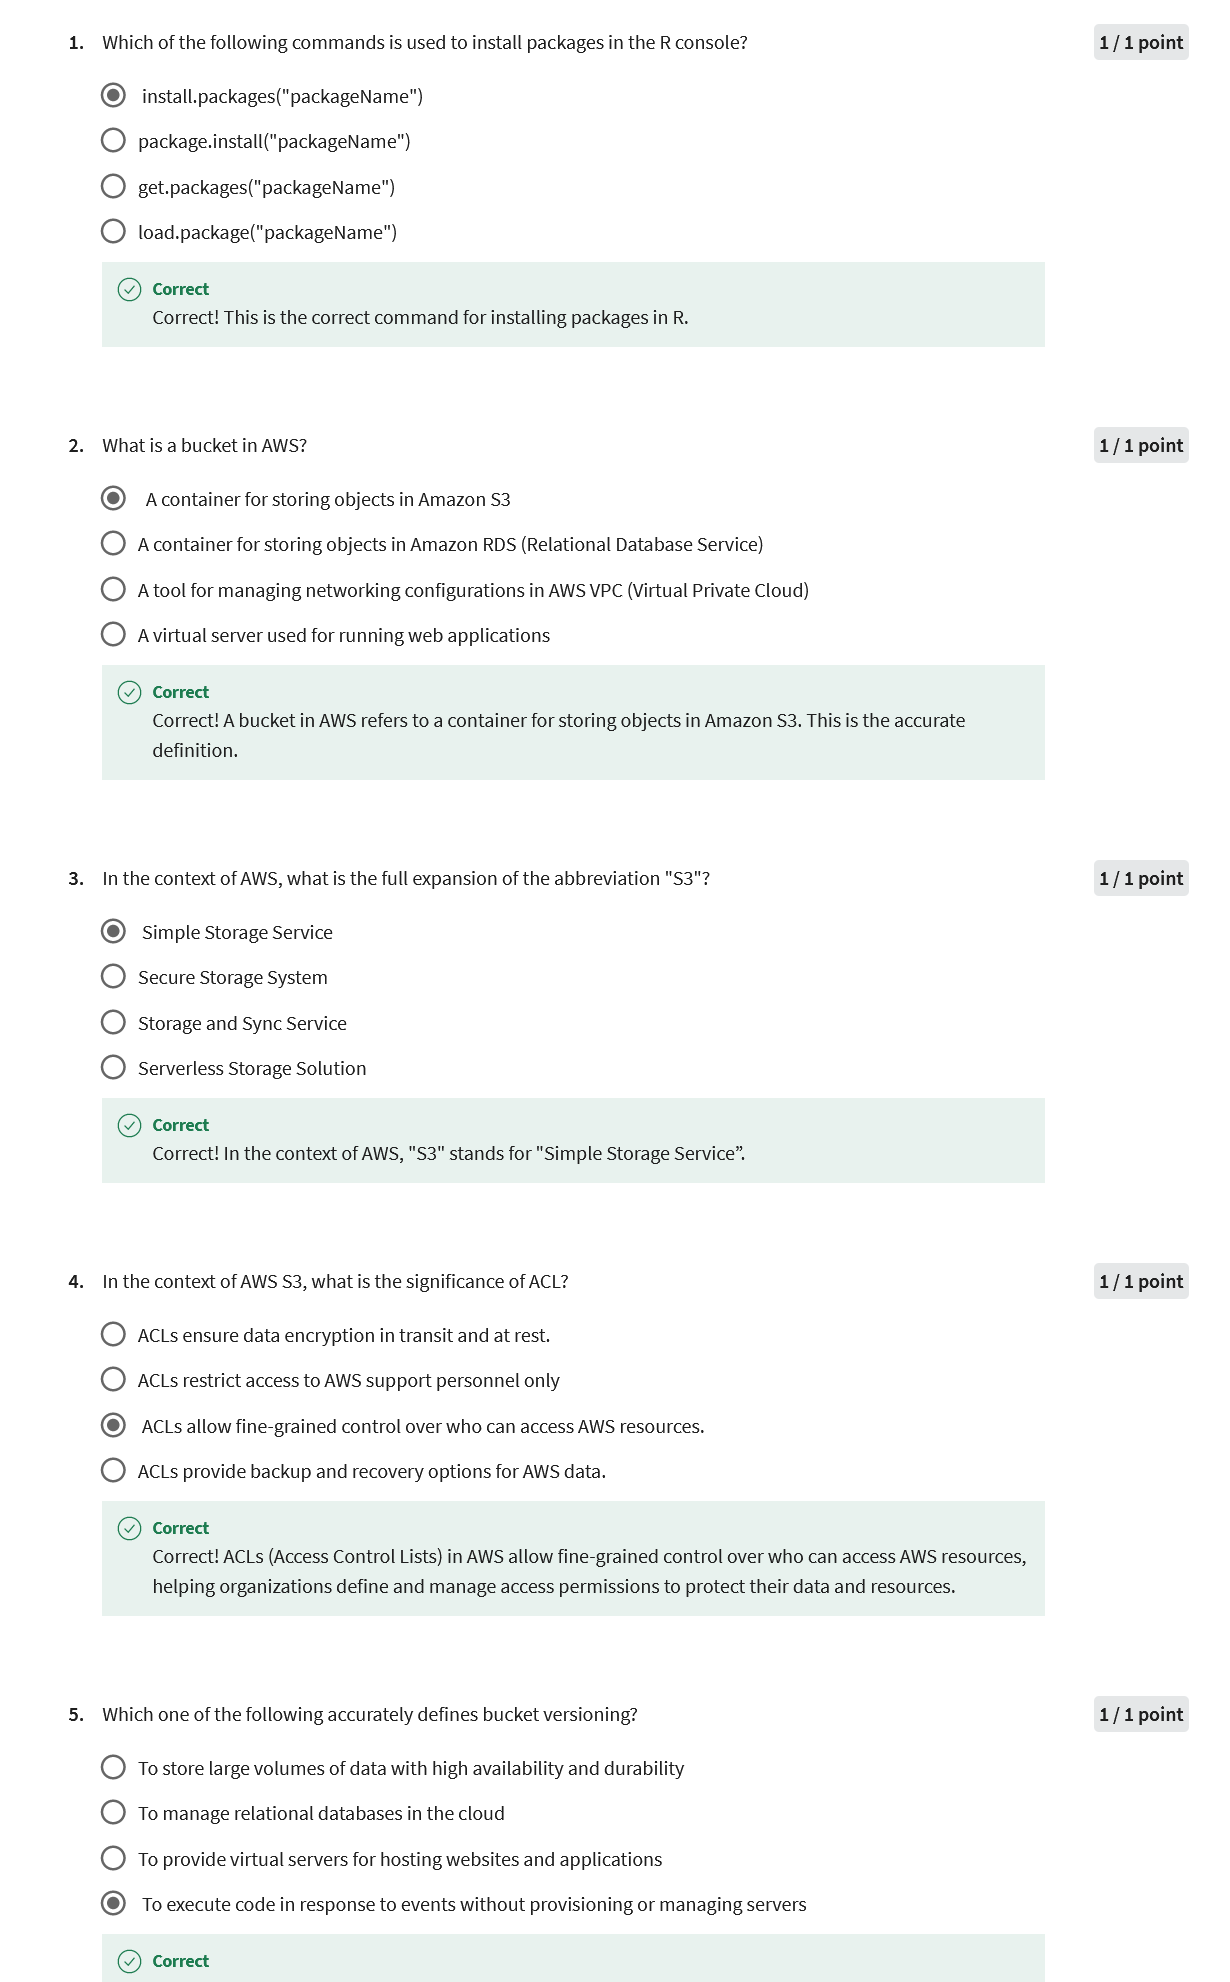 1. Which of the following commands is used to install packages in the R console? 1 / 1 point
install.packages("packageName")
package.install("packageName")
get.packages("packageName")
load.package("packageName")
Correct
Correct! This is the correct command for installing packages in R.
2. What is a bucket in AWS? 1 / 1 point
A container for storing objects in Amazon S3
A container for storing objects in Amazon RDS (Relational Database Service)
A tool for managing networking configurations in AWS VPC (Virtual Private Cloud)
A virtual server used for running web applications
Correct
Correct! A bucket in AWS refers to a container for storing objects in Amazon S3. This is the accurate
definition.
3. In the context of AWS, what is the full expansion of the abbreviation "S3"? 1 / 1 point
Simple Storage Service
Secure Storage System
Storage and Sync Service
Serverless Storage Solution
Correct
Correct! In the context of AWS, "S3" stands for "Simple Storage Service”.
4. In the context of AWS S3, what is the significance of ACL? 1 / 1 point
ACLs ensure data encryption in transit and at rest.
ACLs restrict access to AWS support personnel only
ACLs allow fine-grained control over who can access AWS resources.
ACLs provide backup and recovery options for AWS data.
Correct
Correct! ACLs (Access Control Lists) in AWS allow fine-grained control over who can access AWS resources,
helping organizations define and manage access permissions to protect their data and resources.
5. Which one of the following accurately defines bucket versioning? 1 / 1 point
To store large volumes of data with high availability and durability
To manage relational databases in the cloud
To provide virtual servers for hosting websites and applications
To execute code in response to events without provisioning or managing servers
Correct